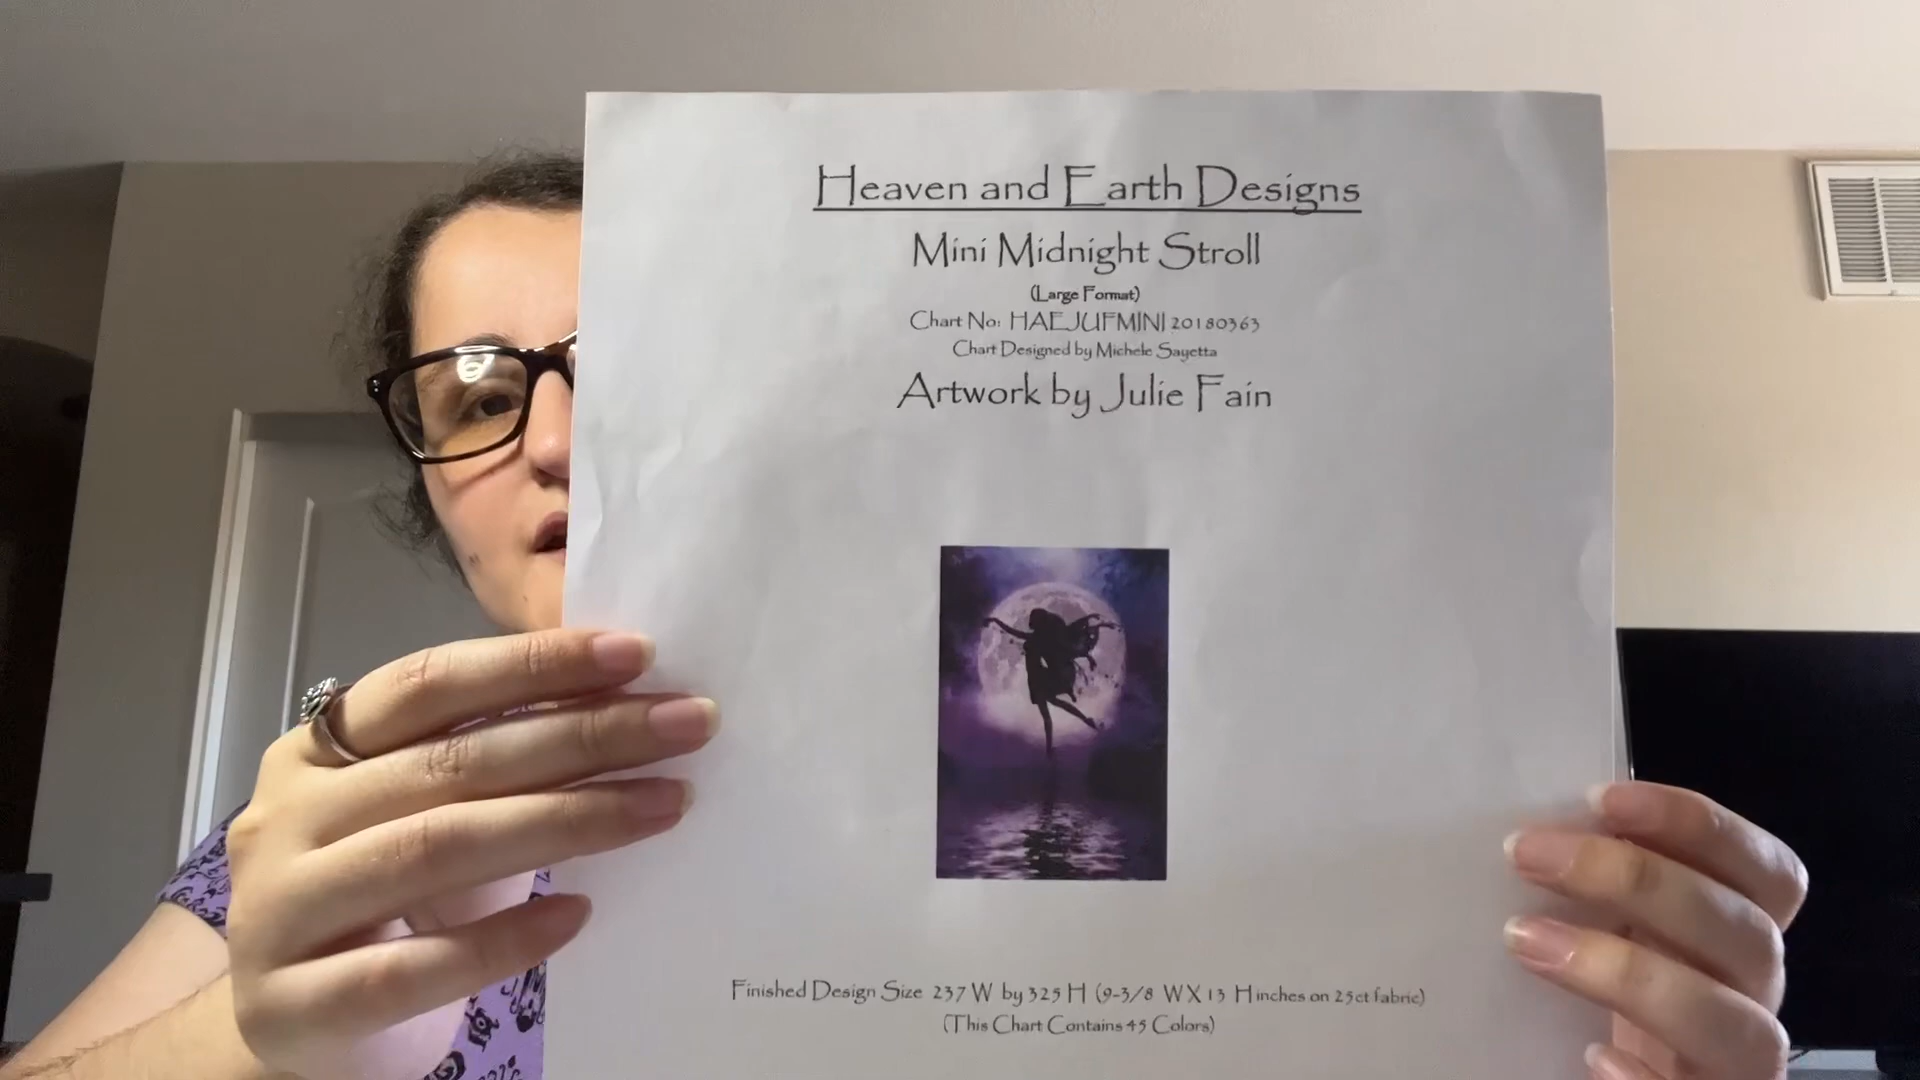 Heaven and Earth Designs
Mini Midnight Stroll
(Large Format)
Chart No: HAEJUFMINI 20180363
Chart Designed by Michele Sayetta
Artwork by Julie Fain
Finished Design Size 237 W by 325 H (9-3/8 W X 13 H inches on 25ct fabric)
(This Chart Contains 45 Colors)